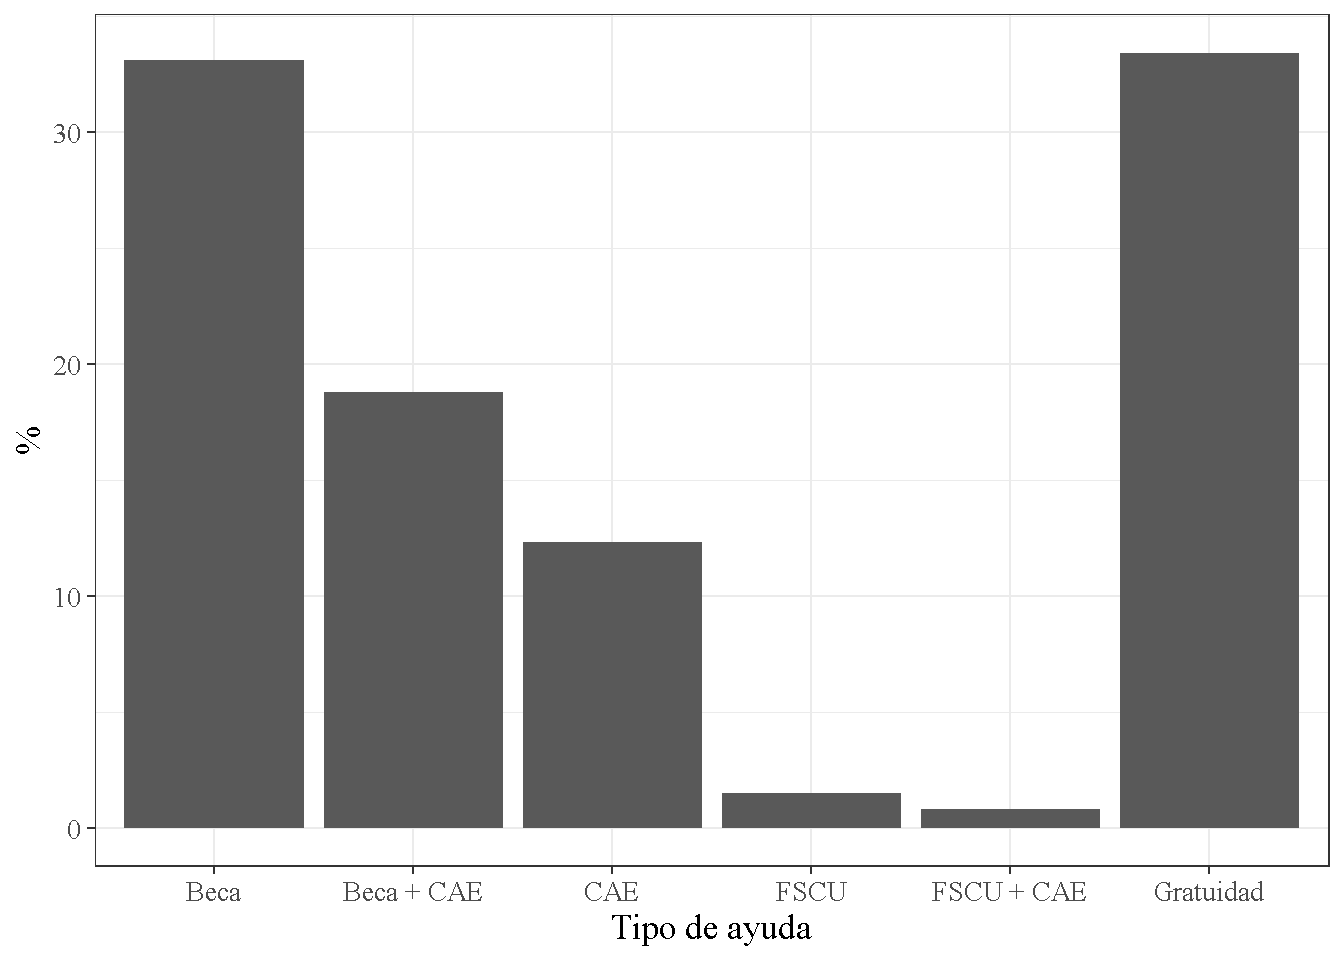 %
30
20
10
0
Beca
Beca + CAE
CAE
FSCU
FSCU + CAE
Gratuidad
Tipo de ayuda